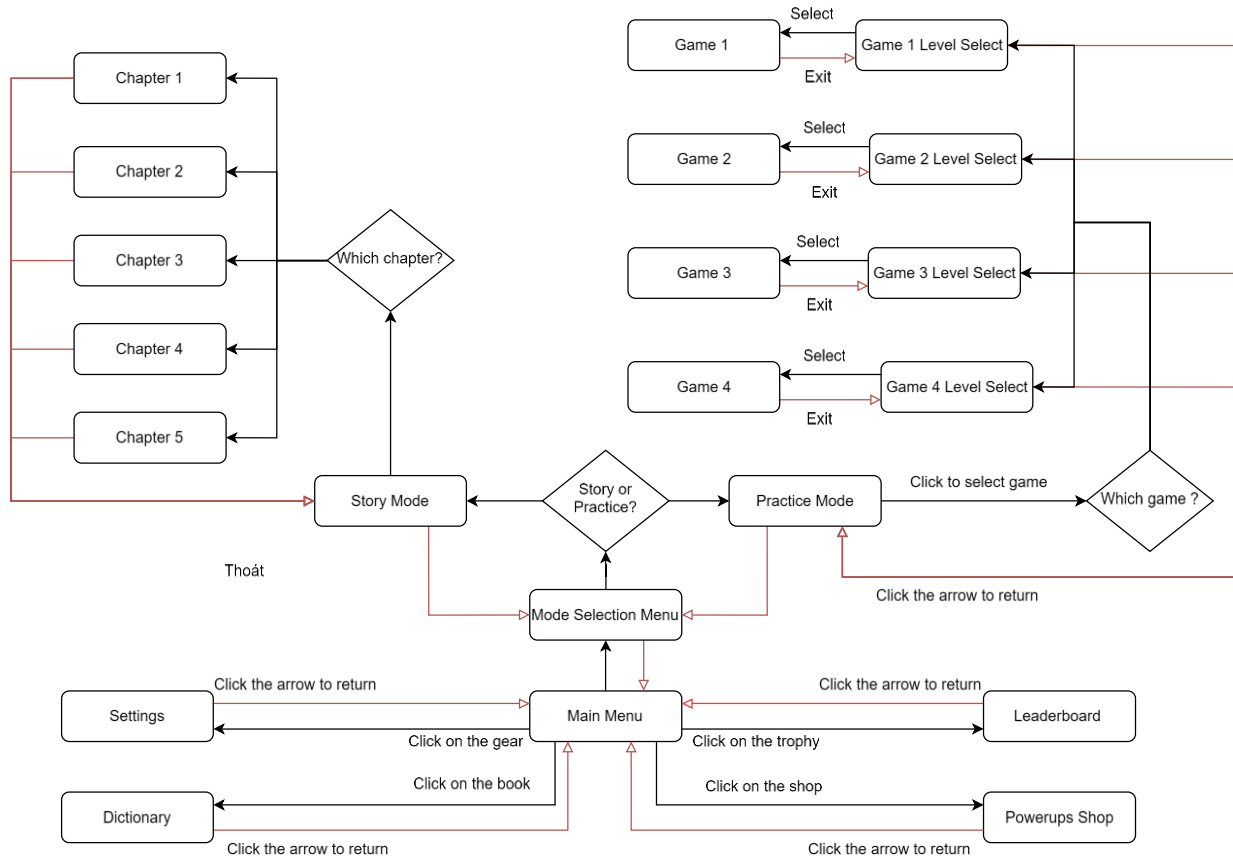 Select
Game 1
Game 1 Level Select
Exit
Chapter 1
Select
Game 2
Game 2 Level Select
Exit
Chapter 2
Select
Game 3
Game 3 Level Select
Exit
Which chapter?
Chapter 3
Select
Game 4
Game 4 Level Select
Exit
Chapter 4
Chapter 5
Story Mode
Story or
Practice?
Practice Mode
Click to select game
Which game ?
Thoát
Click the arrow to return
Mode Selection Menu
Click the arrow to return
Click the arrow to return
Settings
Main Menu
Leaderboard
Click on the gear
Click on the trophy
Click on the book
Click on the shop
Dictionary
Powerups Shop
Click the arrow to return
Click the arrow to return